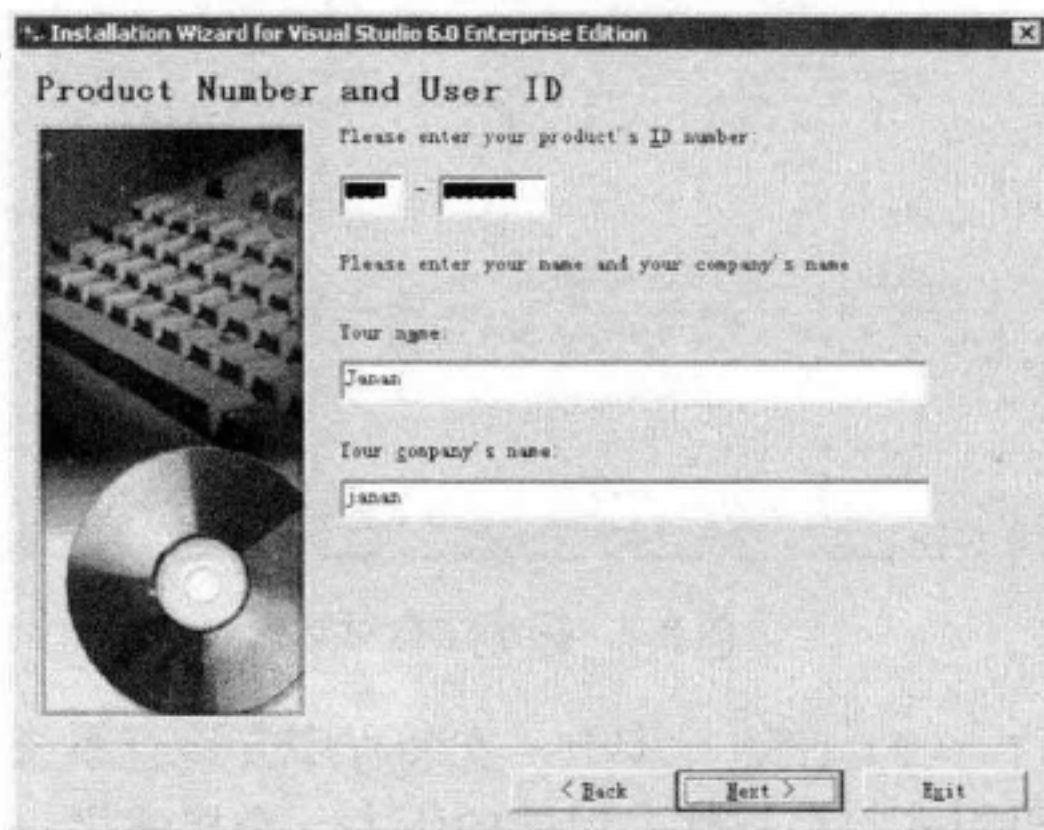 Installation Wizard for Visual Studio 6.0 Enterprise Edition
Product Number and User ID
Please enter your product's ID number:
-
Please enter your name and your company's name
Your name:
Janan
Your company's name:
janan
< Back Next > Exit